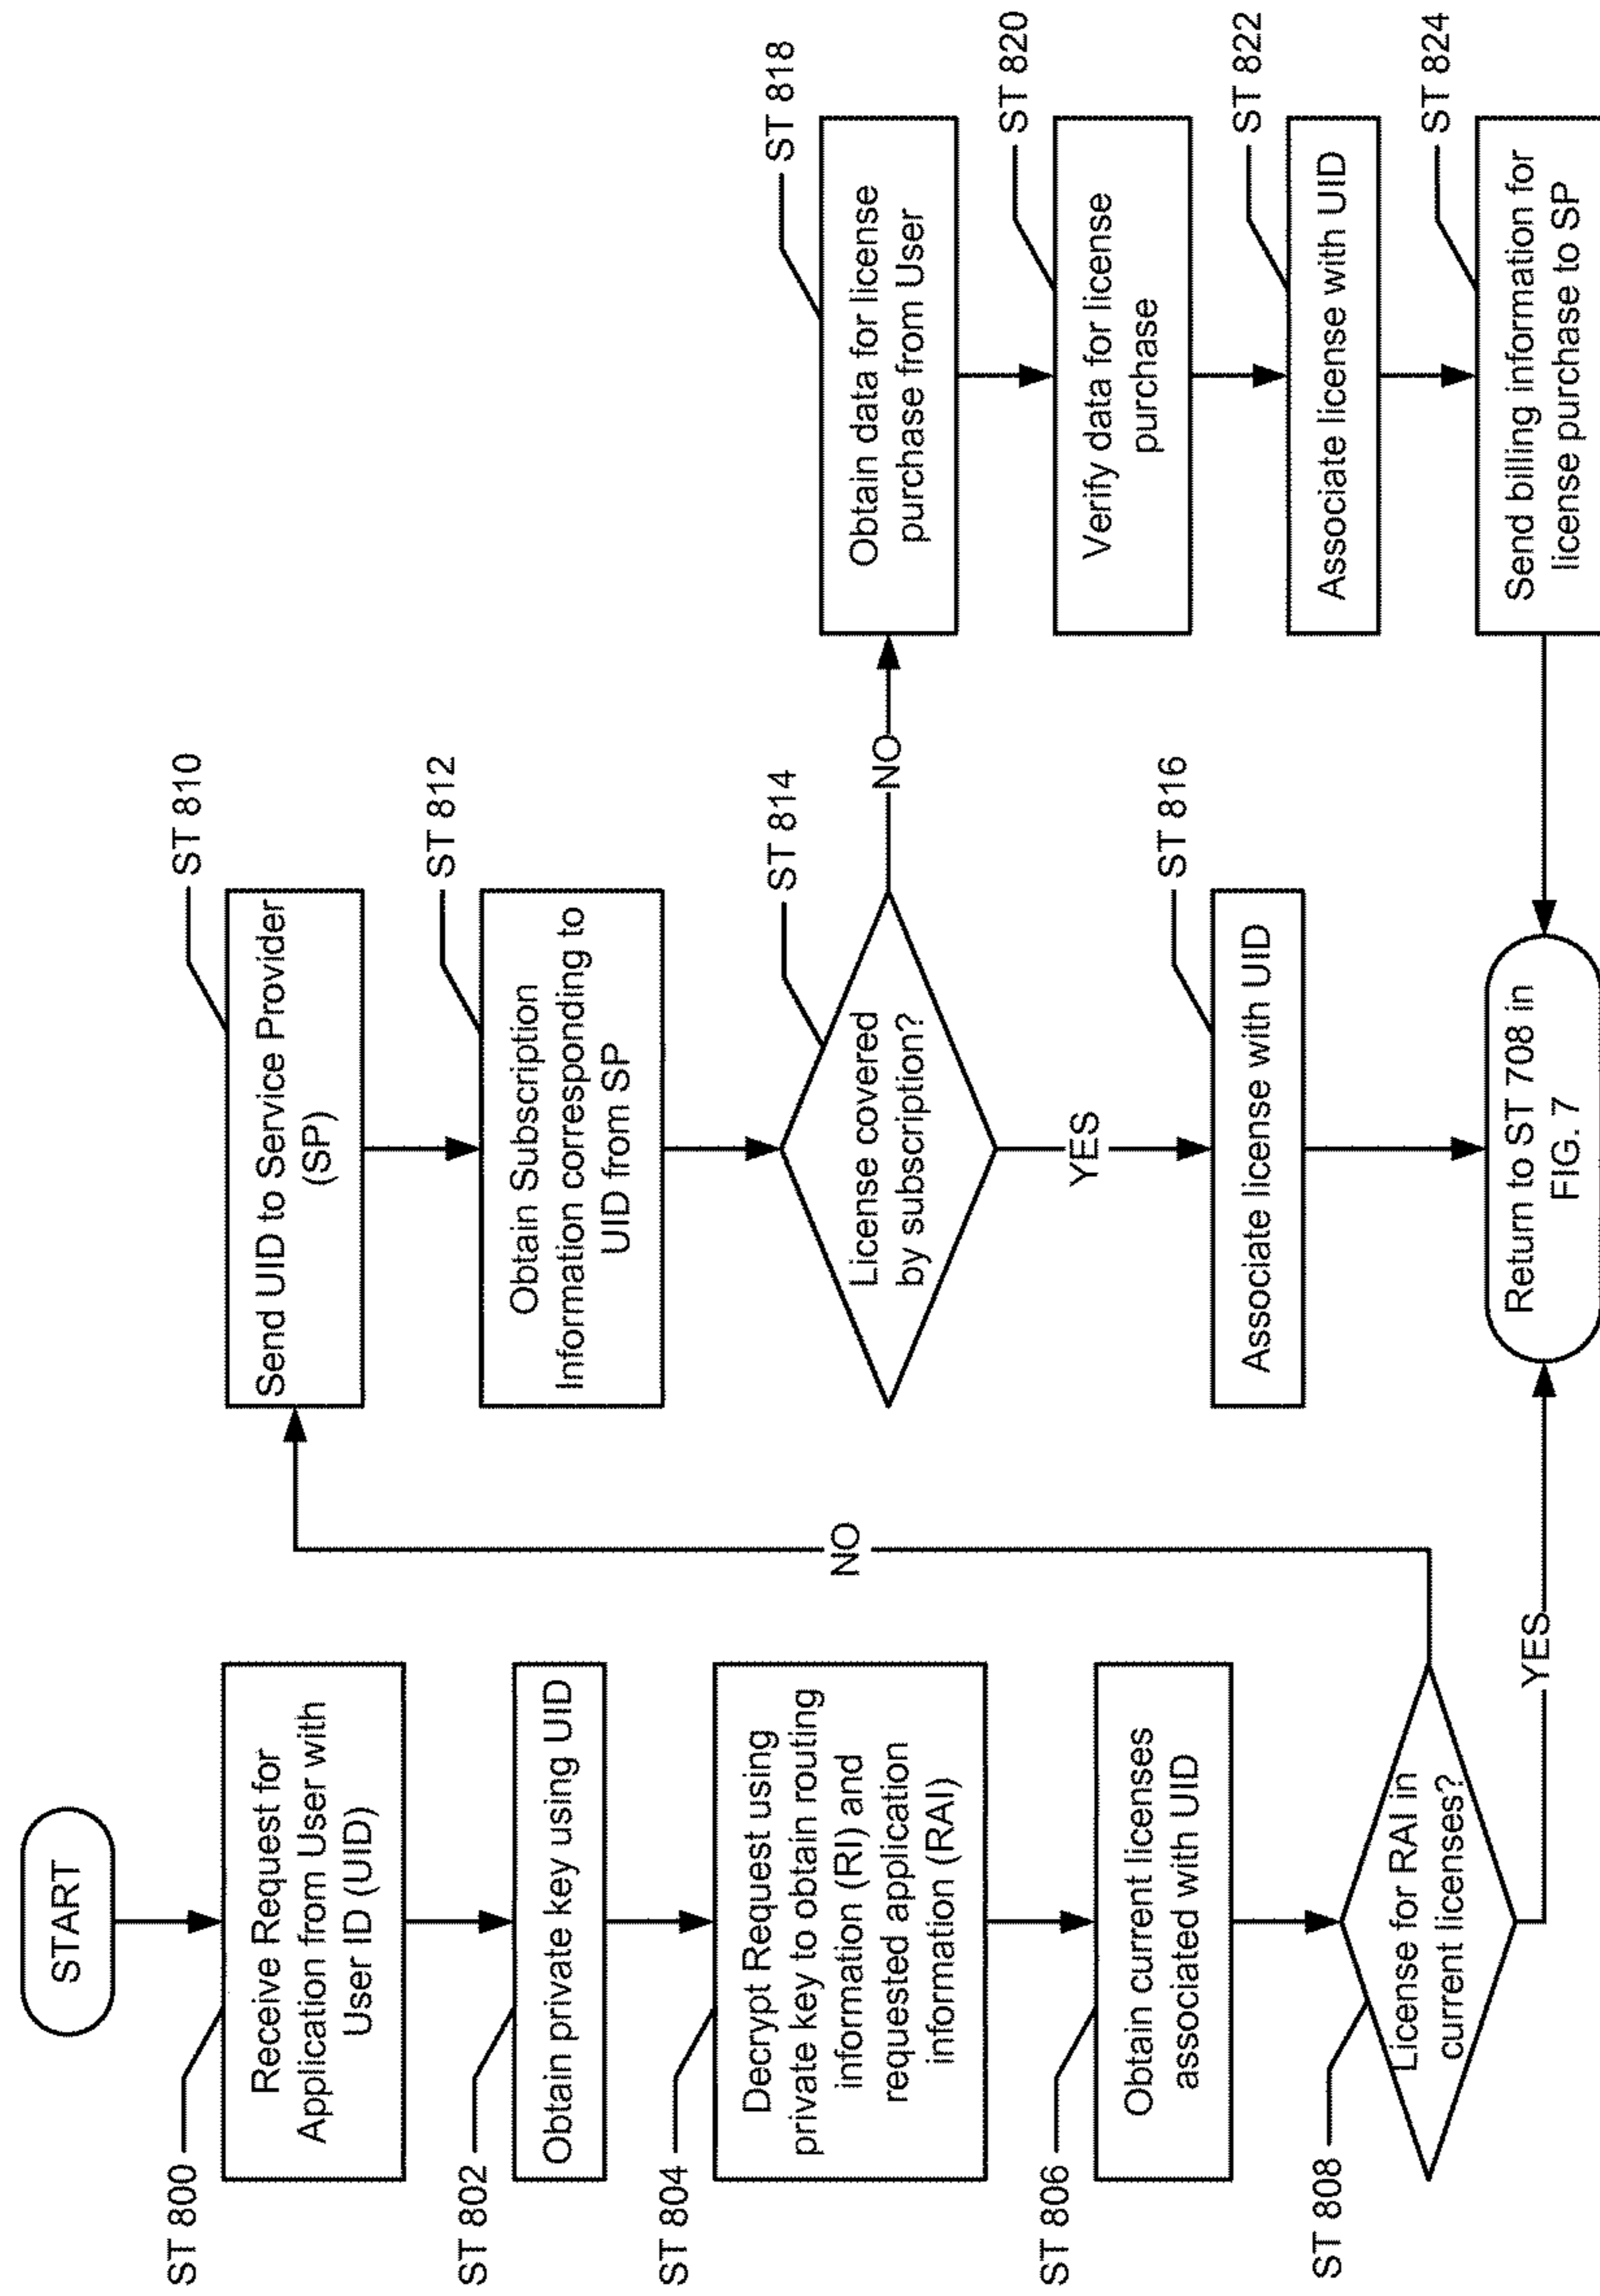 START
ST 800
Receive Request for
Application from User with
User ID (UID)
ST 802
Obtain private key using UID
ST 804
Decrypt Request using
private key to obtain routing
information (RI) and
requested application
information (RAI)
ST 806
Obtain current licenses
associated with UID
ST 808
License for RAI in
current licenses?
NO
YES
ST 810
Send UID to Service Provider
(SP)
ST 812
Obtain Subscription
Information corresponding to
UID from SP
ST 814
License covered
by subscription?
NO
YES
ST 816
Associate license with UID
Return to ST 708 in
FIG. 7
ST 818
Obtain data for license
purchase from User
ST 820
Verify data for license
purchase
ST 822
Associate license with UID
ST 824
Send billing information for
license purchase to SP